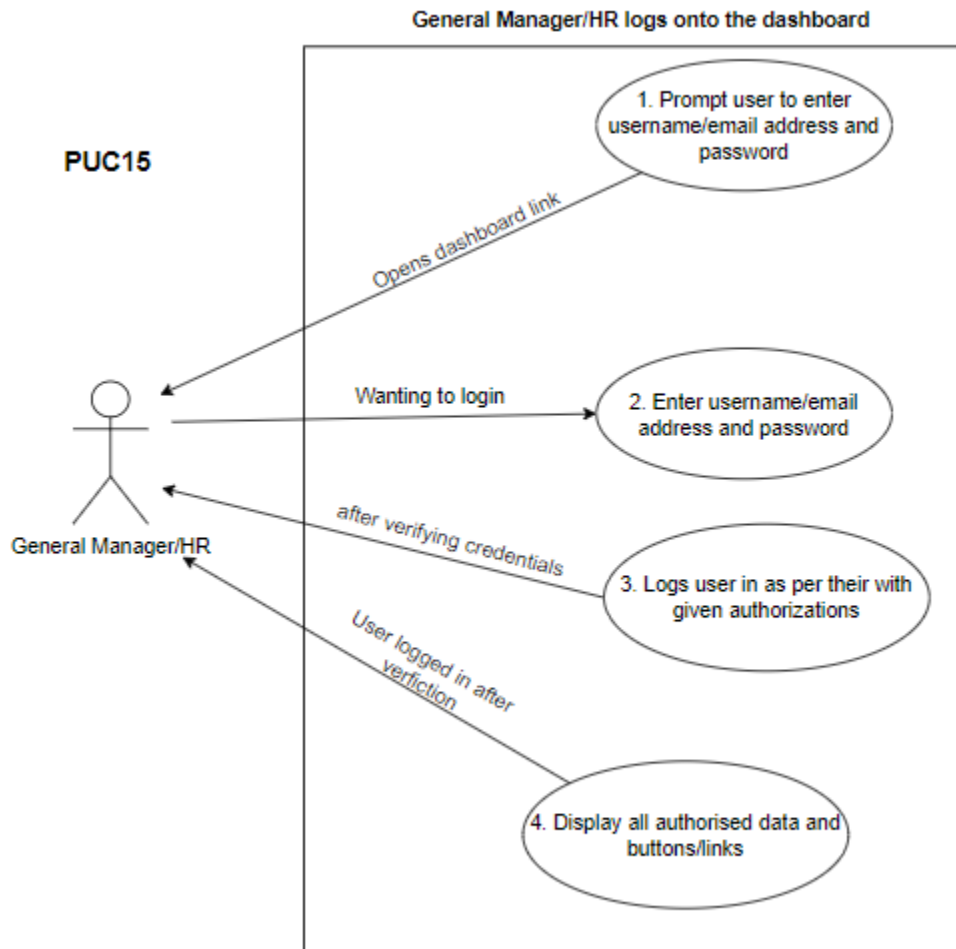 General Manager/HR logs onto the dashboard
1. Prompt user to enter
username/email address and
password
PUC15
Opens dashboard link
Wanting to login
2. Enter username/email
address and password
General Manager/HR
after verifying credentials
3. Logs user in as per their with
given authorizations
User logged in after
verfiction
4. Display all authorised data and
buttons/links